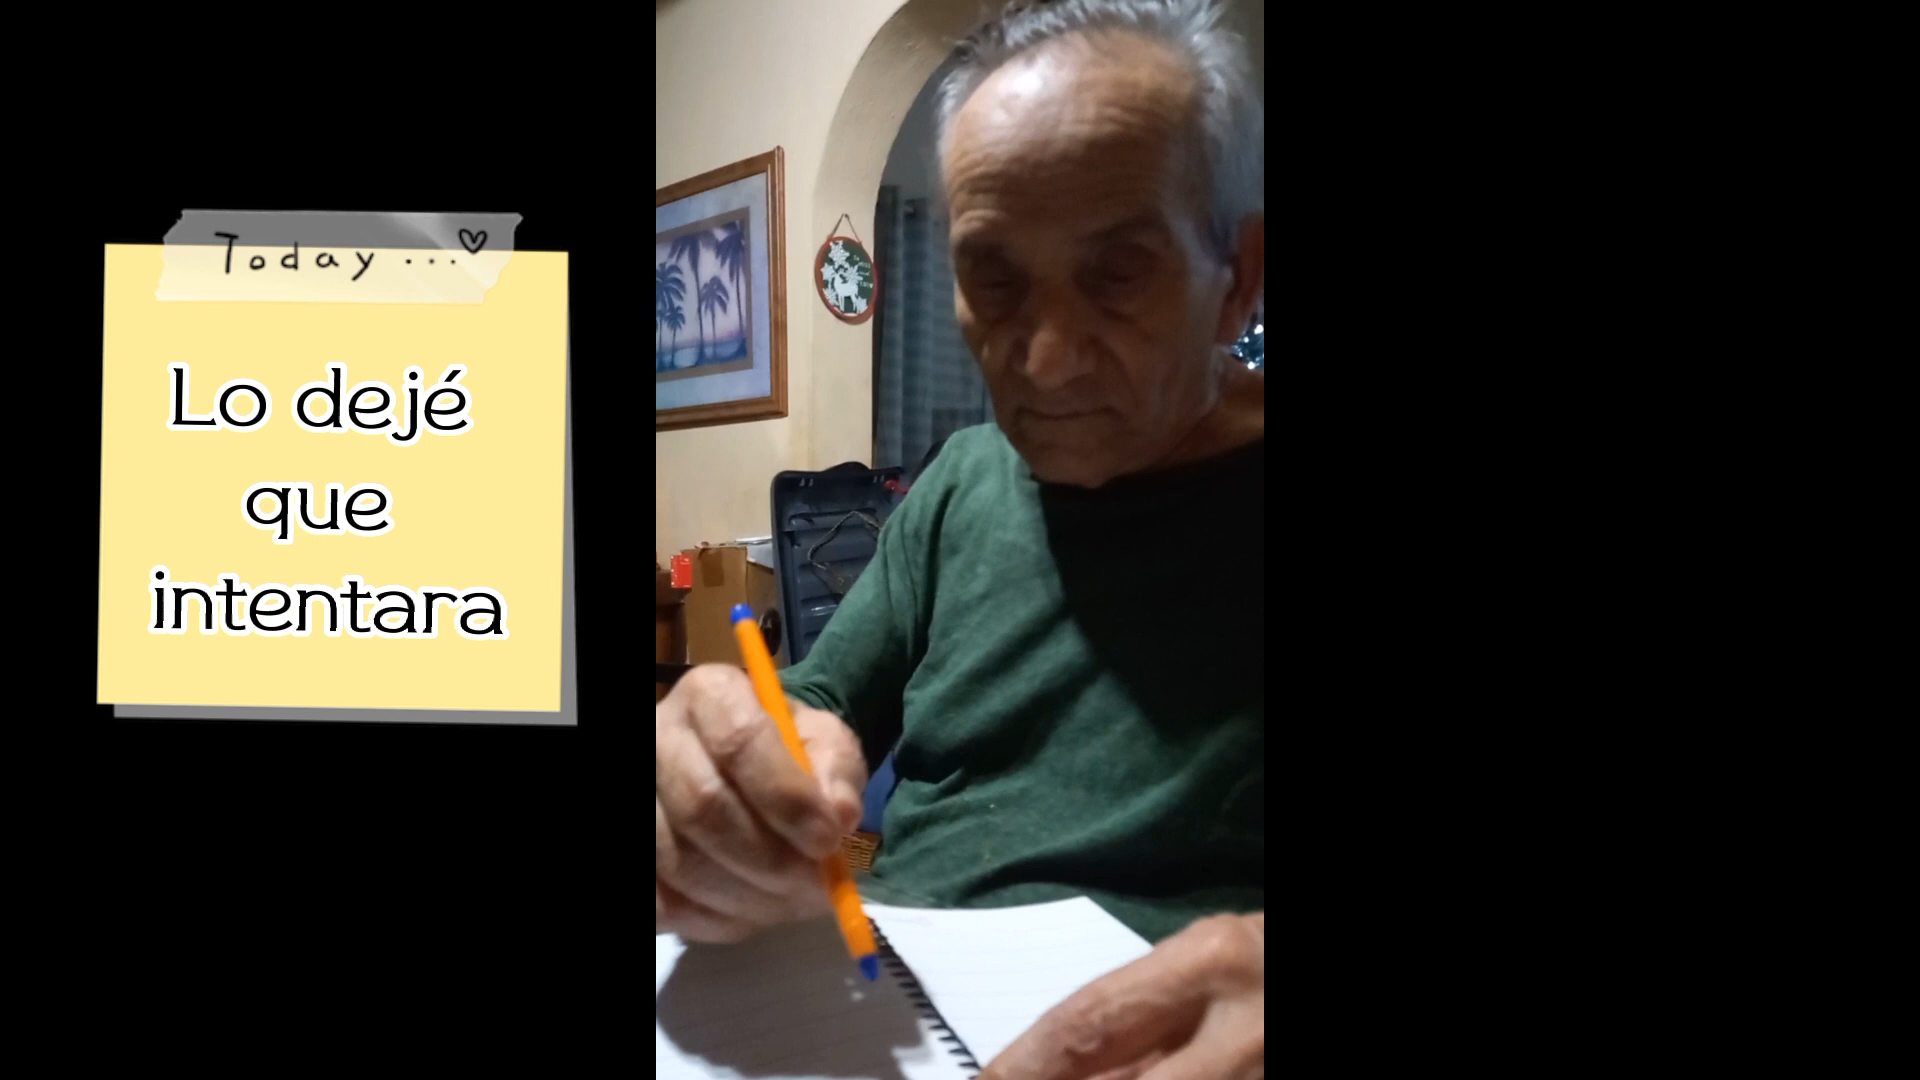 Today ...
Lo dejé
que
intentara